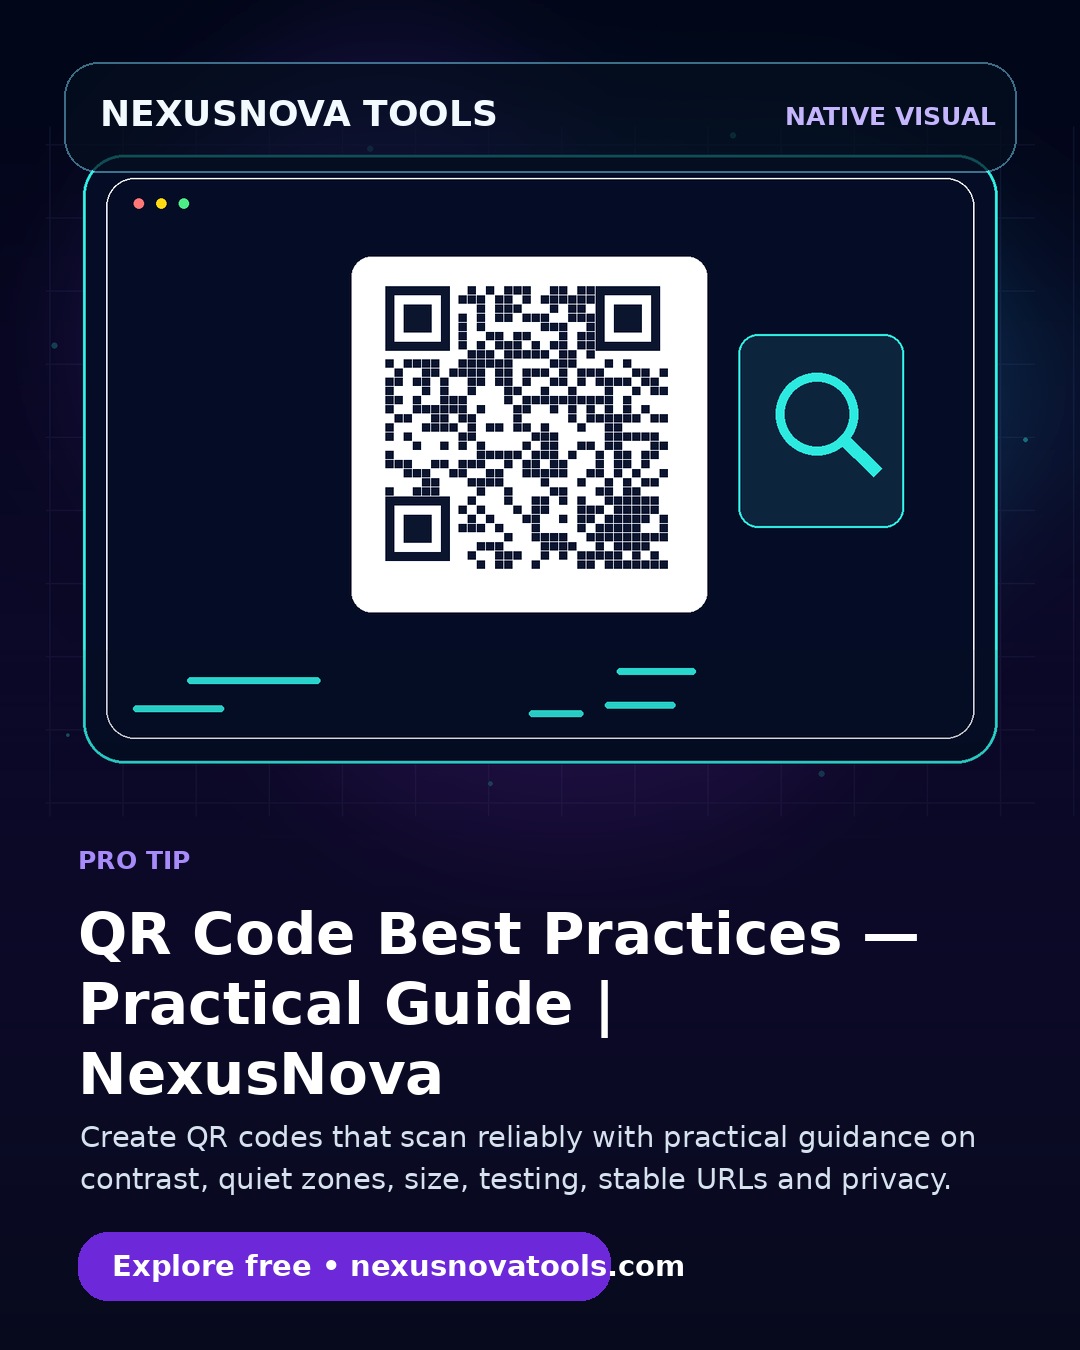 NEXUSNOVA TOOLS
NATIVE VISUAL
PRO TIP
QR Code Best Practices —
Practical Guide |
NexusNova
Create QR codes that scan reliably with practical guidance on
contrast, quiet zones, size, testing, stable URLs and privacy.
Explore free • nexusnovatools.com